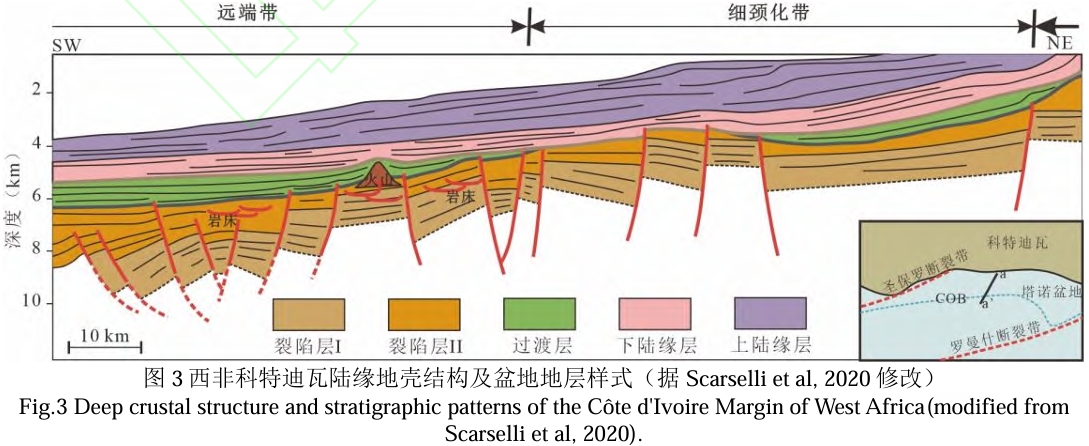 远端带
细颈化带
SW
NE
2
4
6
8
10
深度（km）
火山
岩床
岩床
10 km
裂陷层I
裂陷层II
过渡层
下陆缘层
上陆缘层
科特迪瓦
圣保罗断裂带
COB
a
a'
塔诺盆地
罗曼什断裂带
图 3 西非科特迪瓦陆缘地壳结构及盆地地层样式（据 Scarselli et al, 2020 修改）
Fig.3 Deep crustal structure and stratigraphic patterns of the Côte d'Ivoire Margin of West Africa(modified from
Scarselli et al, 2020).